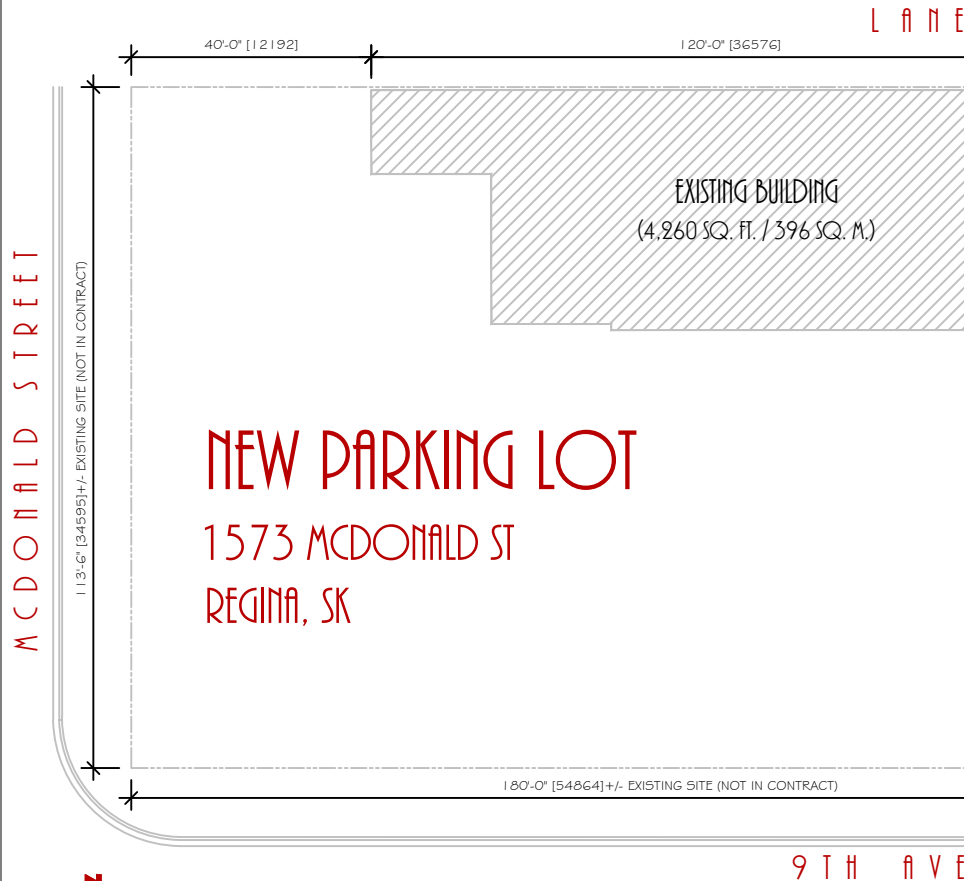 LANE
40'-0" [12192]
120'-0" [36576]
EXISTING BUILDING
(4,260 SQ. FT. / 396 SQ. M.)
MCDONALD STREET
113'-6" [34595]+/- EXISTING SITE (NOT IN CONTRACT)
NEW PARKING LOT
1573 MCDONALD ST
REGINA, SK
180'-0" [54864]+/- EXISTING SITE (NOT IN CONTRACT)
9TH AVE